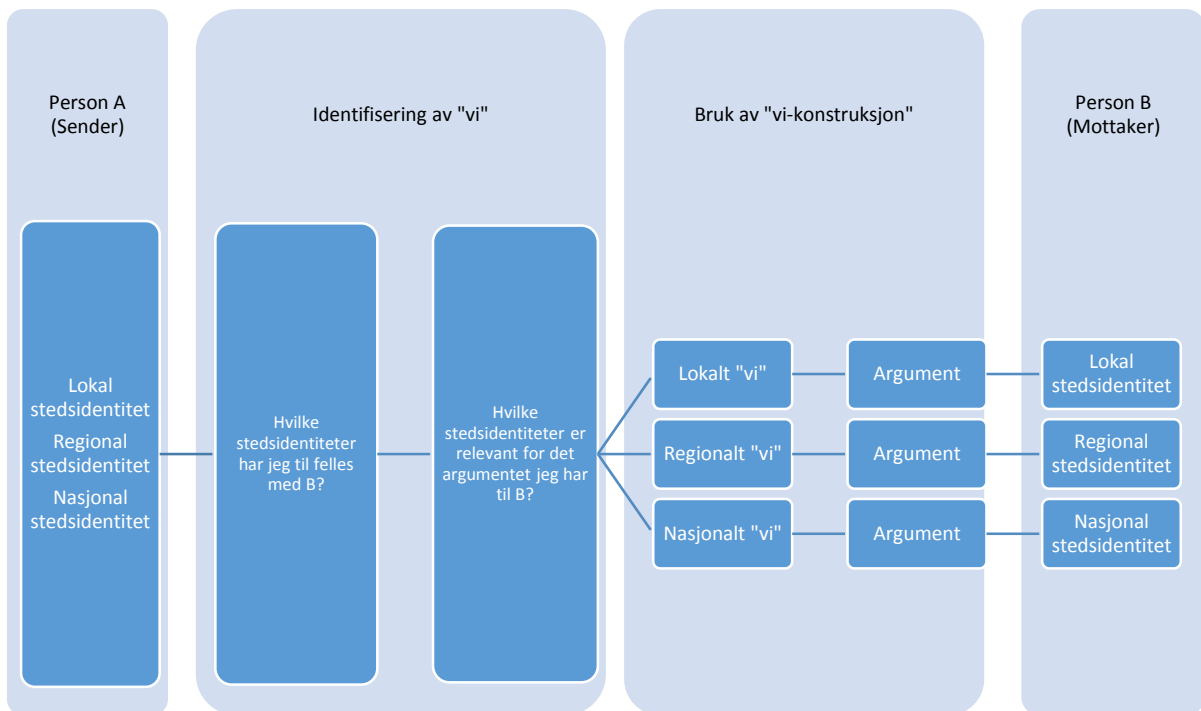 Person A
(Sender)
Identifisering av "vi"
Bruk av "vi-konstruksjon"
Person B
(Mottaker)
Lokal
stedsidentitet
Regional
stedsidentitet
Nasjonal
stedsidentitet
Hvilke
stedsidentiteter
har jeg til felles
med B?
Hvilke
stedsidentiteter er
relevant for det
argumentet jeg har
til B?
Lokalt "vi"
Argument
Lokal
stedsidentitet
Regionalt "vi"
Argument
Regional
stedsidentitet
Nasjonalt "vi"
Argument
Nasjonal
stedsidentitet